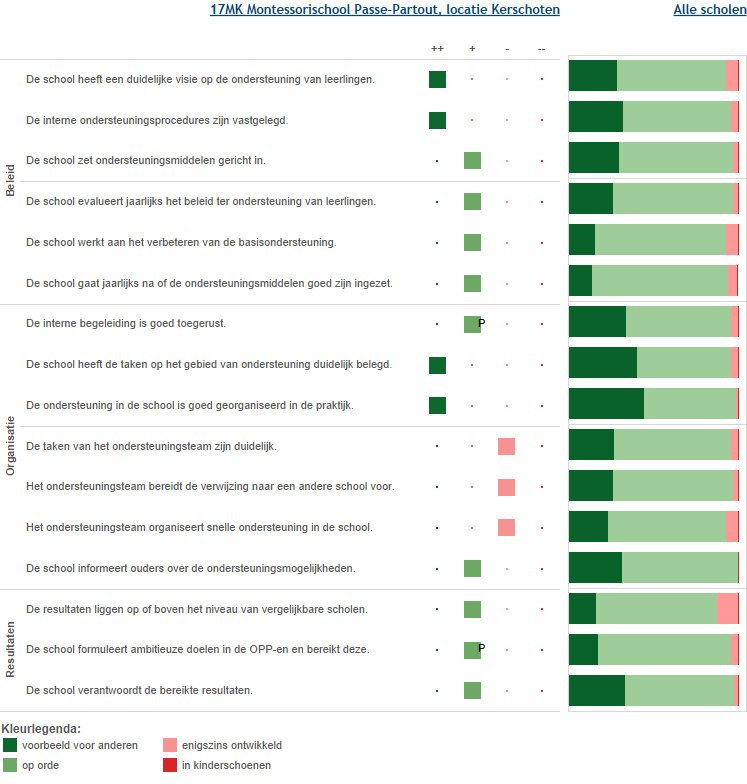 17MK Montessorischool Passe-Partout, locatie Kerschoten Alle scholen
++ + - --
Beleid
De school heeft een duidelijke visie op de ondersteuning van leerlingen.
De interne ondersteuningsprocedures zijn vastgelegd.
De school zet ondersteuningsmiddelen gericht in.
De school evalueert jaarlijks het beleid ter ondersteuning van leerlingen.
De school werkt aan het verbeteren van de basisondersteuning.
De school gaat jaarlijks na of de ondersteuningsmiddelen goed zijn ingezet.
Organisatie
De interne begeleiding is goed toegerust. P
De school heeft de taken op het gebied van ondersteuning duidelijk belegd.
De ondersteuning in de school is goed georganiseerd in de praktijk.
De taken van het ondersteuningsteam zijn duidelijk.
Het ondersteuningsteam bereidt de verwijzing naar een andere school voor.
Het ondersteuningsteam organiseert snelle ondersteuning in de school.
De school informeert ouders over de ondersteuningsmogelijkheden.
Resultaten
De resultaten liggen op of boven het niveau van vergelijkbare scholen.
De school formuleert ambitieuze doelen in de OPP-en en bereikt deze. P
De school verantwoordt de bereikte resultaten.
Kleurlegenda:
voorbeeld voor anderen enigszins ontwikkeld
op orde in kinderschoenen